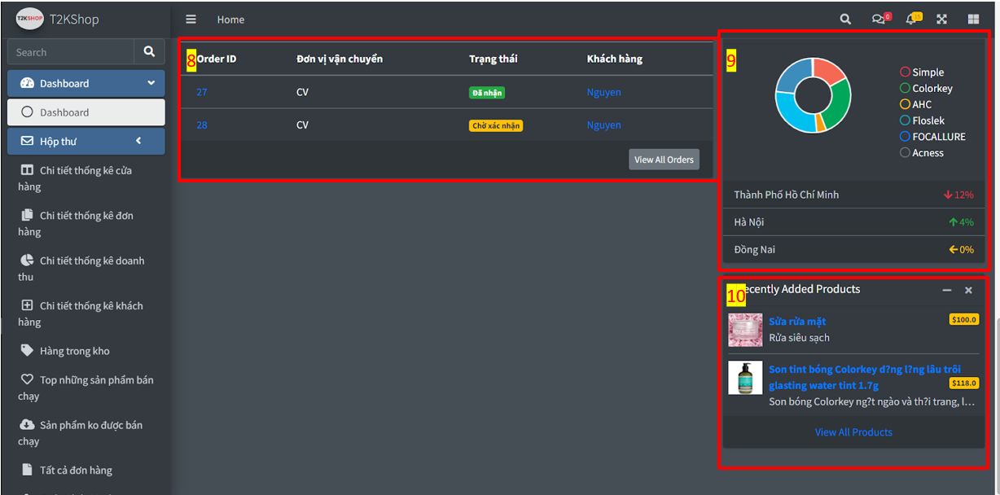 T2KSHOP T2KShop
Home
0
15
Search
Dashboard
Dashboard
Hộp thư
Chi tiết thống kê cửa
hàng
Chi tiết thống kê đơn
hàng
Chi tiết thống kê doanh
thu
Chi tiết thống kê khách
hàng
Hàng trong kho
Top những sản phẩm bán
chạy
Sản phẩm ko được bán
chạy
Tất cả đơn hàng
8 Order ID Đơn vị vận chuyển Trạng thái Khách hàng
27 CV Đã nhận Nguyen
28 CV Chờ xác nhận Nguyen
View All Orders
9
Simple
Colorkey
AHC
Floslek
FOCALLURE
Acness
Thành Phố Hồ Chí Minh 12%
Hà Nội 4%
Đồng Nai 0%
10 ecently Added Products
Sửa rửa mặt $100.0
Rửa siêu sạch
Son tint bóng Colorkey d?ng l?ng lâu trôi
glasting water tint 1.7g $118.0
Son bóng Colorkey ng?t ngào và th?i trang, l...
View All Products